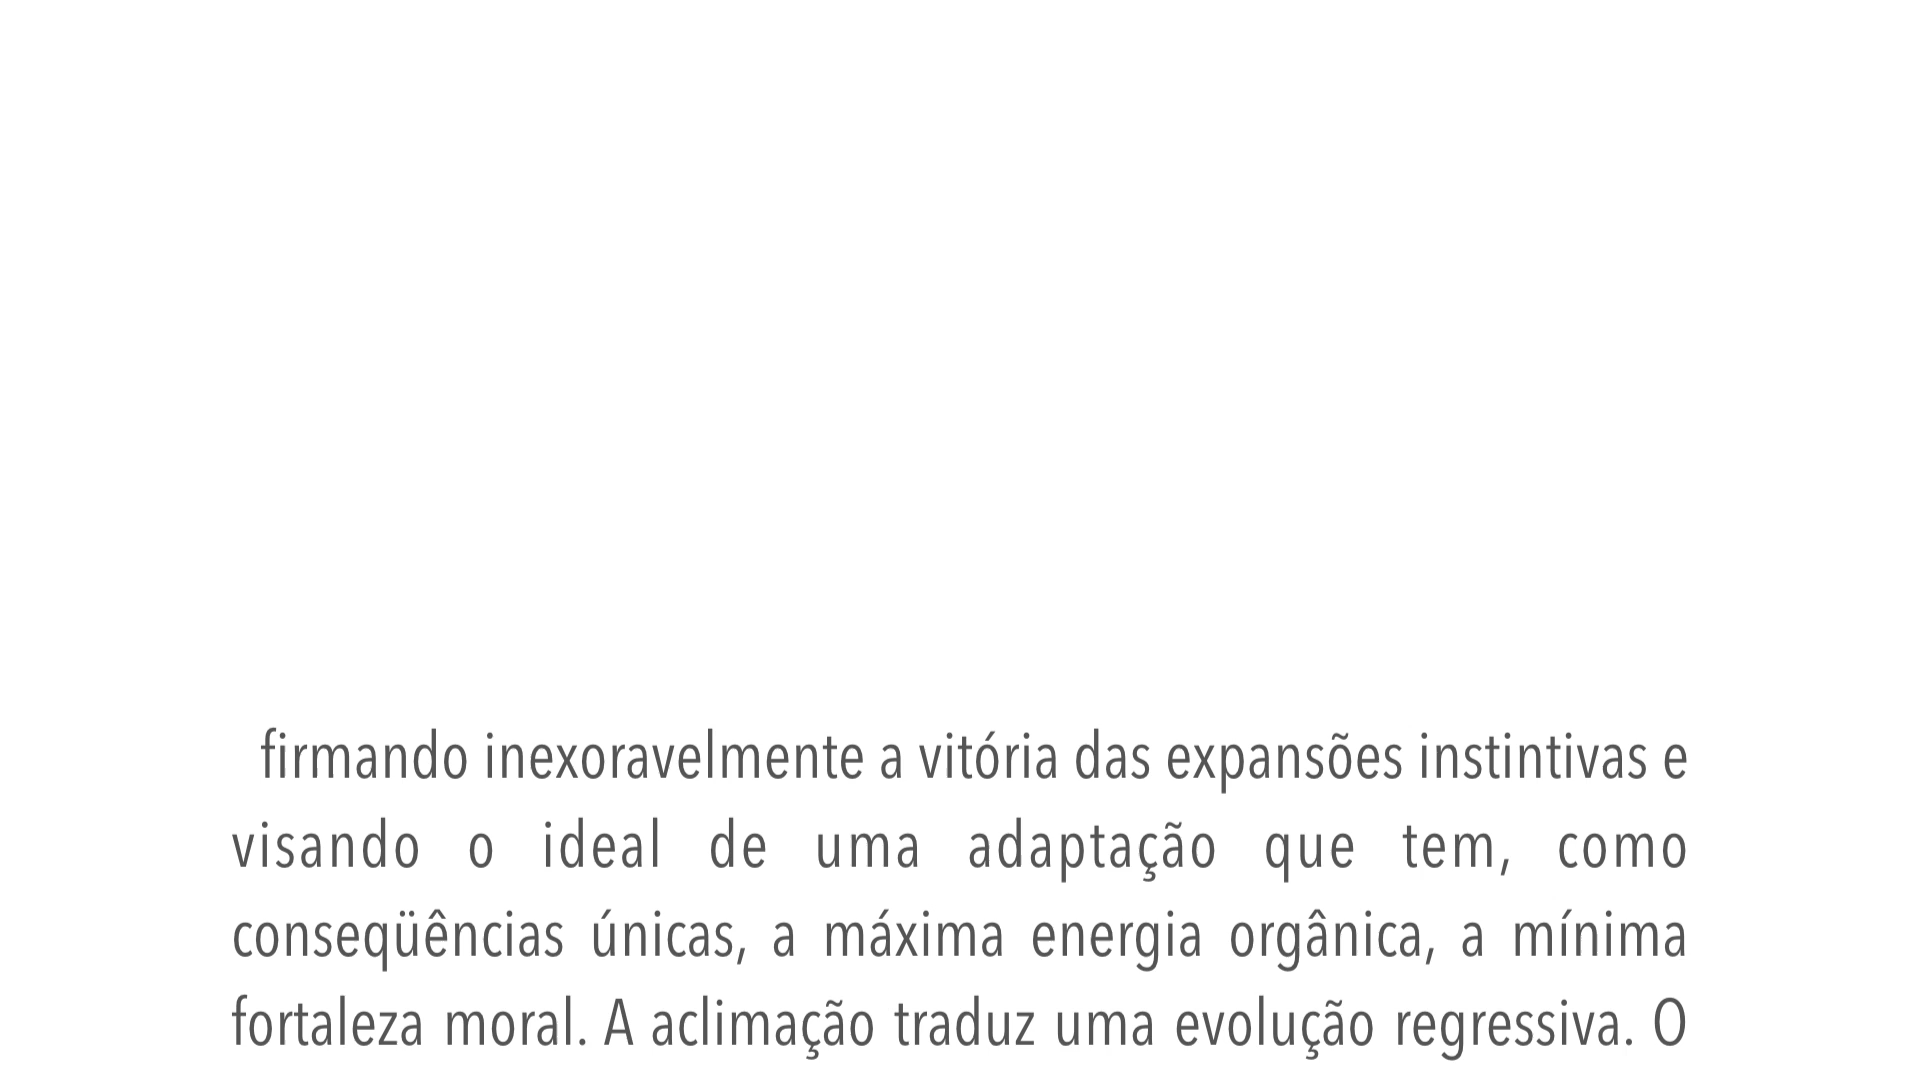 firmando inexoravelmente a vitória das expansões instintivas e
visando o ideal de uma adaptação que tem, como
conseqüências únicas, a máxima energia orgânica, a mínima
fortaleza moral. A aclimação traduz uma evolução regressiva. O